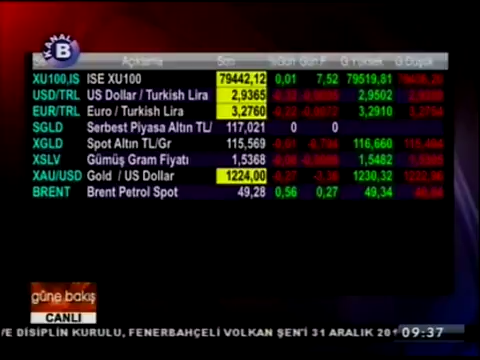 KANAL B
Açıklama Son %Gün Gün.F G.Yüksek G.Düşük
XU100,IS ISE XU100 79442,12 0,01 7,52 79519,81
USD/TRL US Dollar / Turkish Lira 2,9365 2,9502
EUR/TRL Euro / Turkish Lira 3,2760 3,2910
SGLD Serbest Piyasa Altın TL/ 117,021 0 0
XGLD Spot Altın TL/Gr 115,569 116,660
XSLV Gümüş Gram Fiyatı 1,5368 1,5482
XAU/USD Gold / US Dollar 1224,00 1230,32
BRENT Brent Petrol Spot 49,28 0,56 0,27 49,34
güne bakış
CANLI
VE DİSİPLİN KURULU, FENERBAHÇELİ VOLKAN ŞEN'İ 31 ARALIK 201
09:37